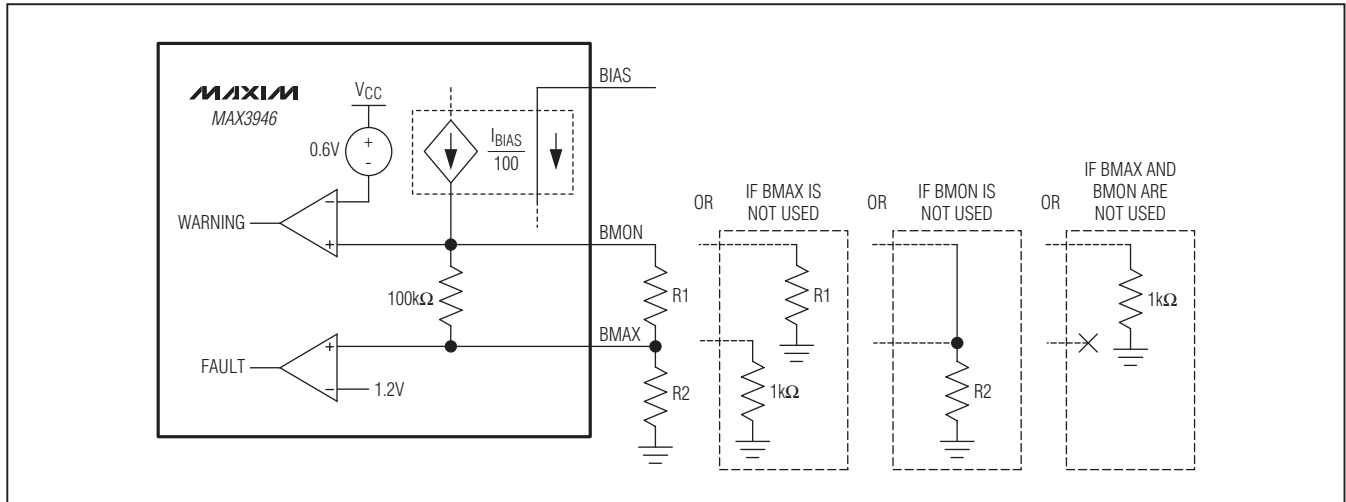 MAXIM
MAX3946
VCC
0.6V
+
-
IBIAS
100
BIAS
WARNING
-
+
BMON
100kΩ
R1
BMAX
FAULT
+
-
1.2V
R2
OR
IF BMAX IS
NOT USED
R1
1kΩ
OR
IF BMON IS
NOT USED
R2
OR
IF BMAX AND
BMON ARE
NOT USED
1kΩ